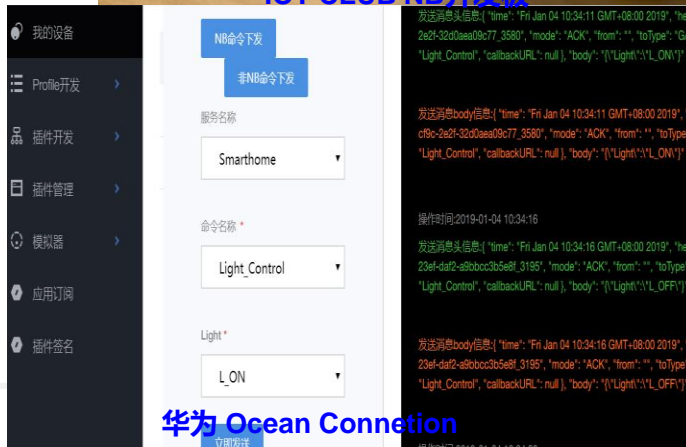 IOT CLUB NB开发板
我的设备
Profile开发
插件开发
插件管理
模拟器
应用订阅
插件签名
NB命令下发
非NB命令下发
服务名称
Smarthome
命令名称 *
Light_Control
Light *
L_ON
立即发送
发送消息头信息:{ "time": "Fri Jan 04 10:34:11 GMT+08:00 2019", "he
2e2f-32d0aea09c77_3580", "mode": "ACK", "from": "", "toType": "GA
"Light_Control", "callbackURL": null }, "body": "{\"Light\":\"L_ON\"}"
发送消息body信息:{ "time": "Fri Jan 04 10:34:11 GMT+08:00 2019",
cf9c-2e2f-32d0aea09c77_3580", "mode": "ACK", "from": "", "toType
"Light_Control", "callbackURL": null }, "body": "{\"Light\":\"L_ON\"}"
操作时间:2019-01-04 10:34:16
发送消息头信息:{ "time": "Fri Jan 04 10:34:16 GMT+08:00 2019", "he
23ef-daf2-a9bbcc3b5e8f_3195", "mode": "ACK", "from": "", "toType"
"Light_Control", "callbackURL": null }, "body": "{\"Light\":\"L_OFF\"}
发送消息body信息:{ "time": "Fri Jan 04 10:34:16 GMT+08:00 2019",
23ef-daf2-a9bbcc3b5e8f_3195", "mode": "ACK", "from": "", "toType"
"Light_Control", "callbackURL": null }, "body": "{\"Light\":\"L_OFF\"}
华为 Ocean Connetion